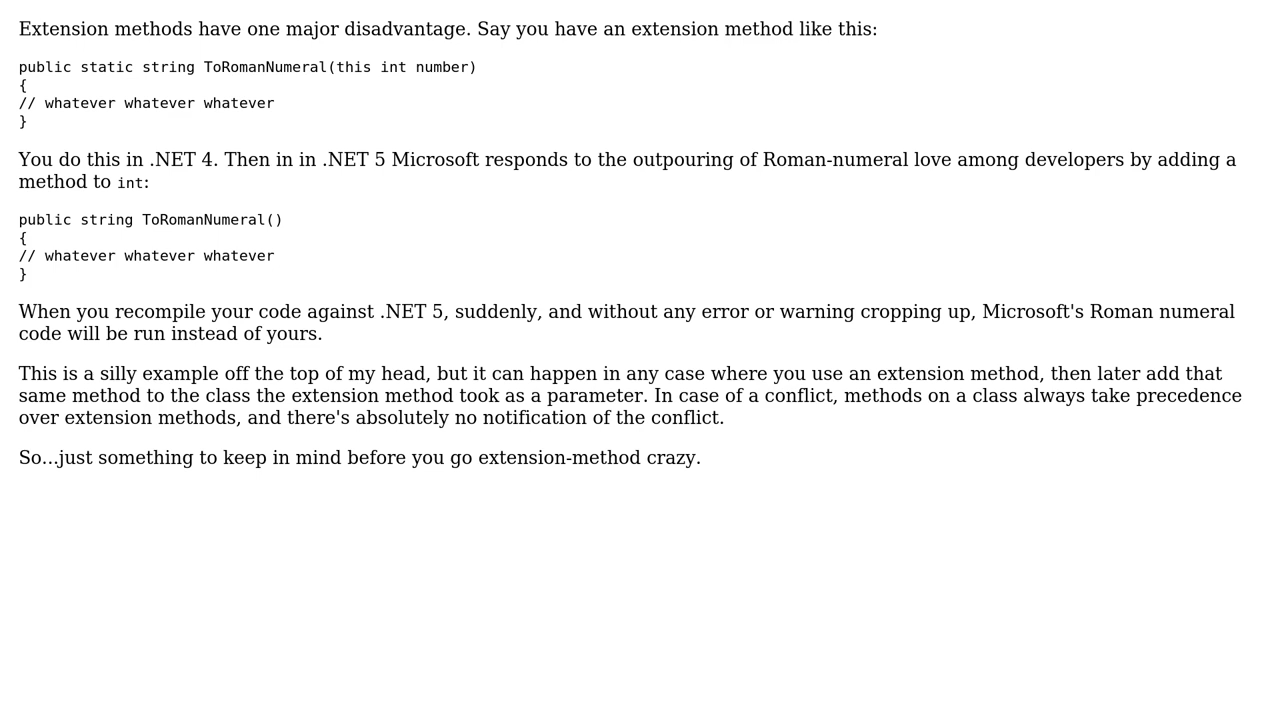 Extension methods have one major disadvantage. Say you have an extension method like this:
public static string ToRomanNumeral(this int number)
{
// whatever whatever whatever
}
You do this in .NET 4. Then in in .NET 5 Microsoft responds to the outpouring of Roman-numeral love among developers by adding a
method to int:
public string ToRomanNumeral()
{
// whatever whatever whatever
}
When you recompile your code against .NET 5, suddenly, and without any error or warning cropping up, Microsoft's Roman numeral
code will be run instead of yours.
This is a silly example off the top of my head, but it can happen in any case where you use an extension method, then later add that
same method to the class the extension method took as a parameter. In case of a conflict, methods on a class always take precedence
over extension methods, and there's absolutely no notification of the conflict.
So...just something to keep in mind before you go extension-method crazy.